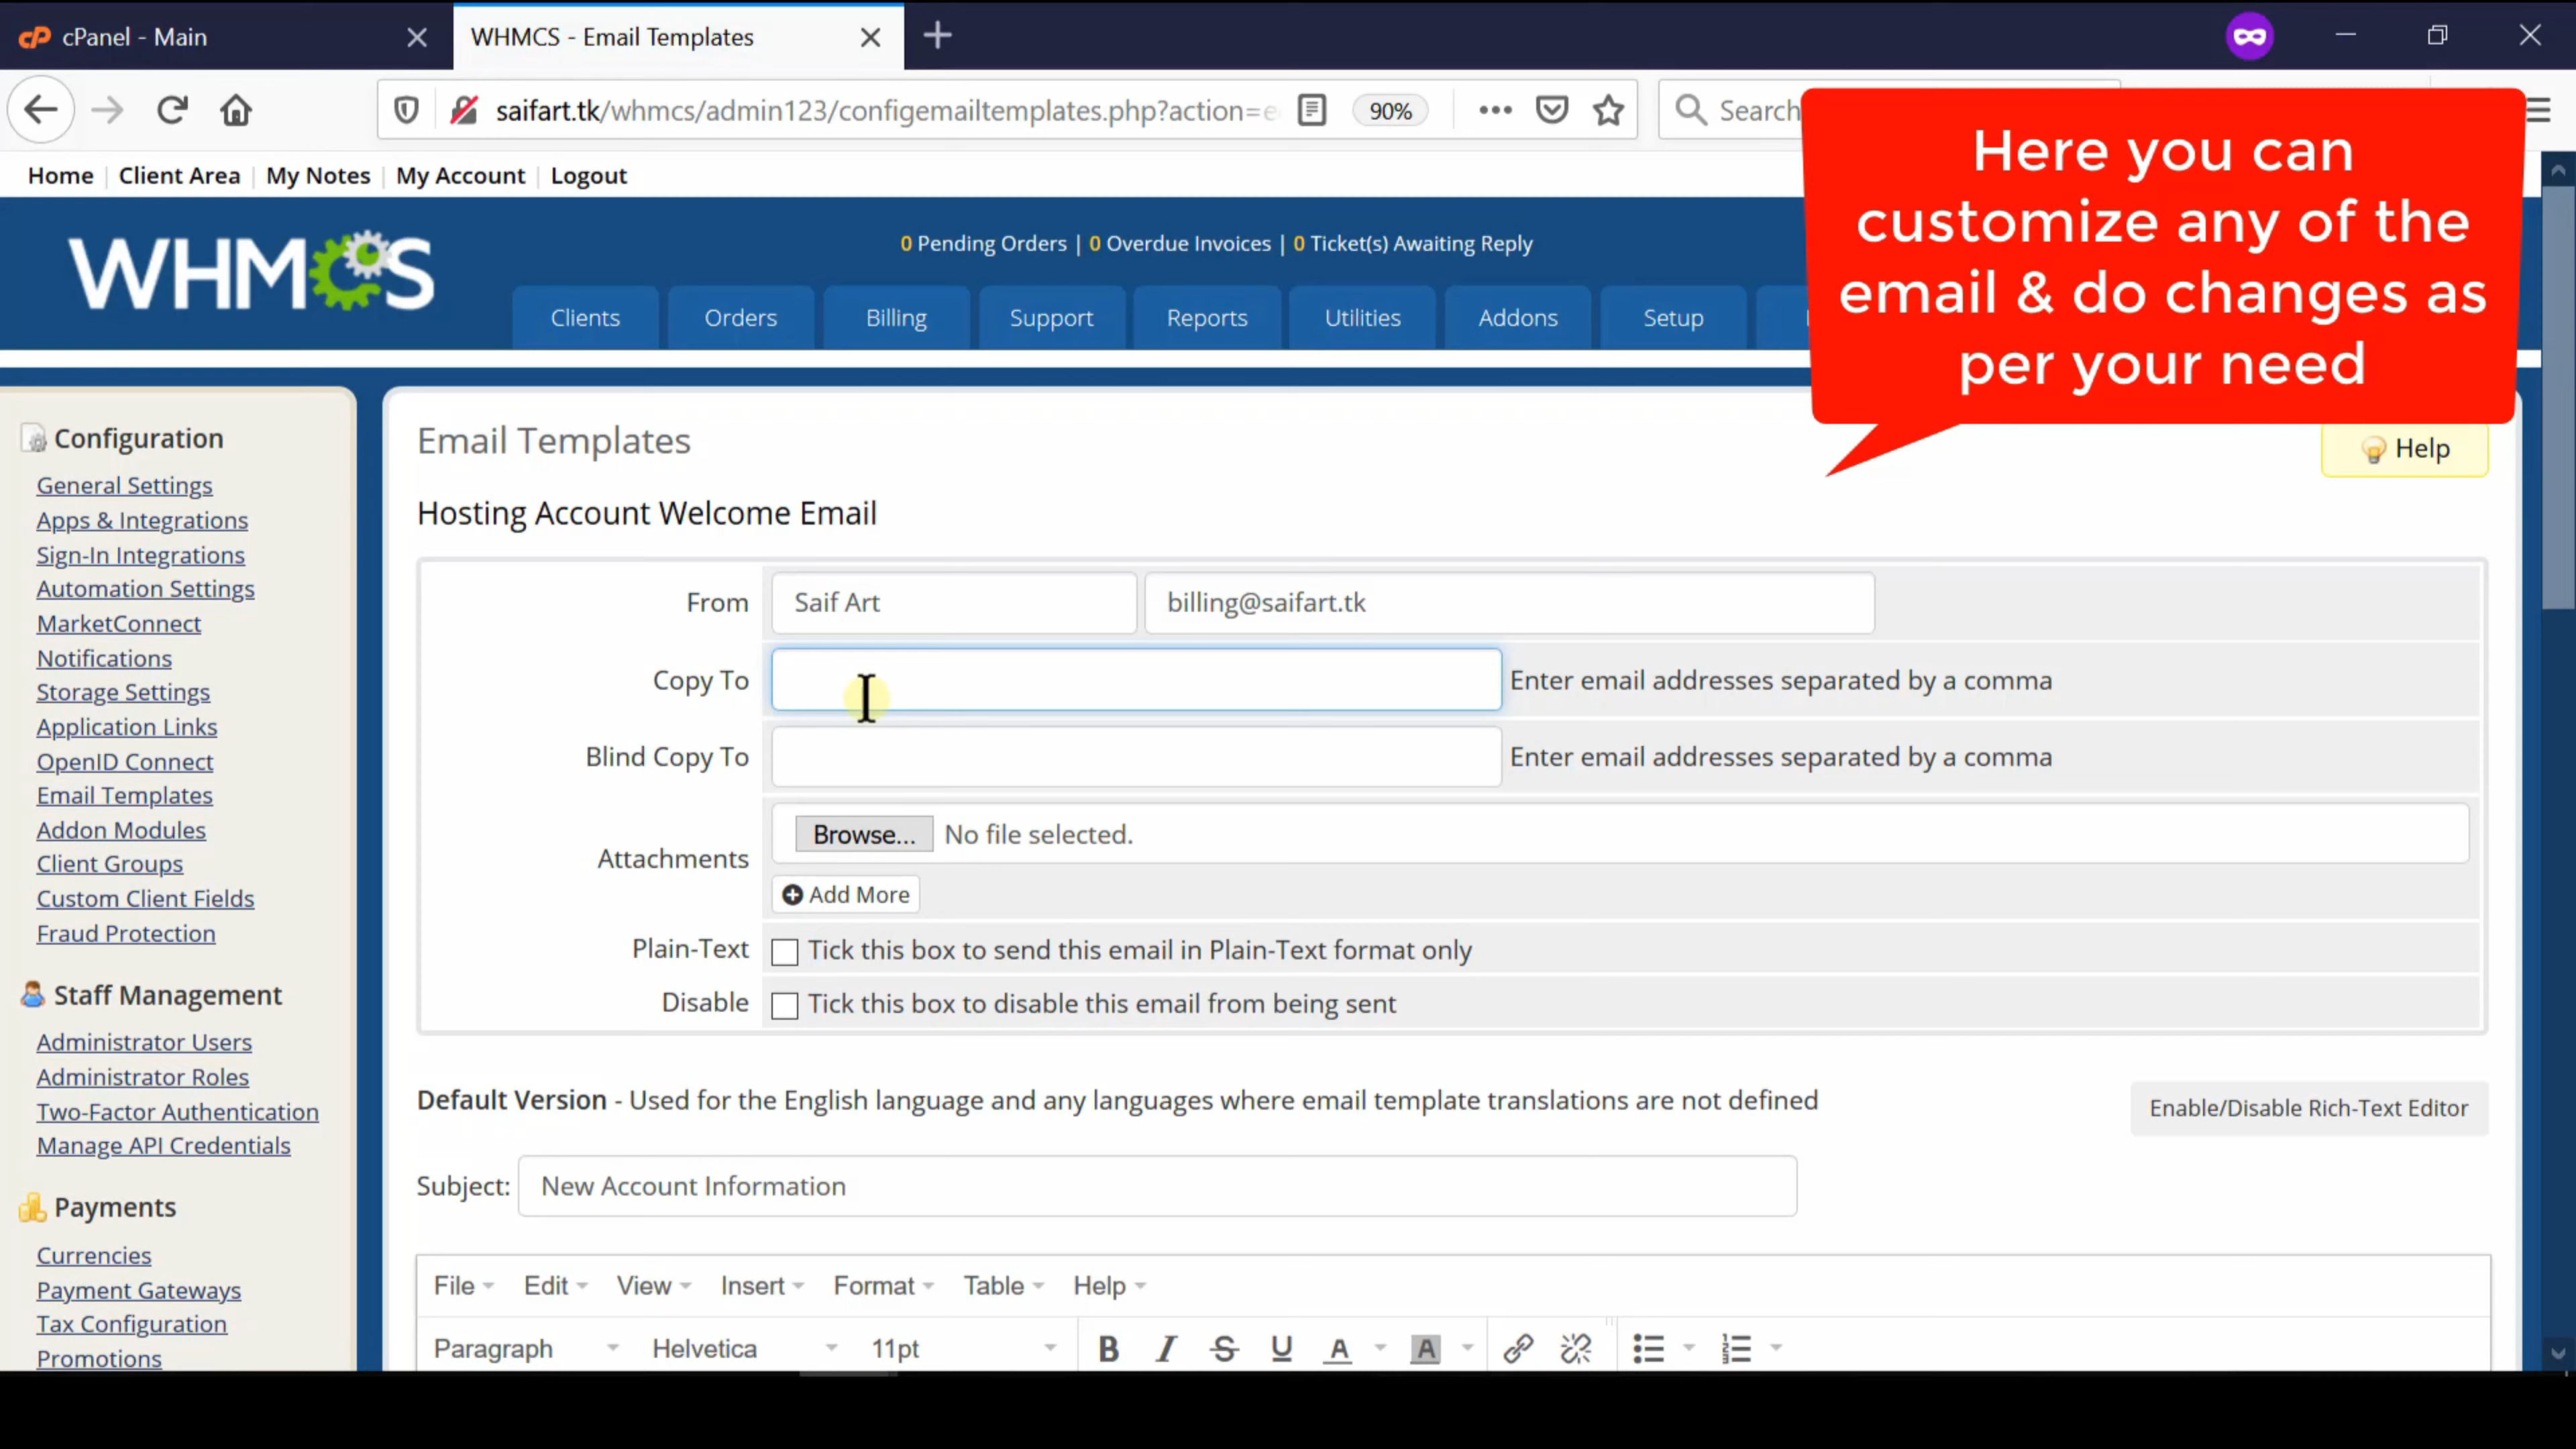 cP cPanel - Main
WHMCS - Email Templates
saifart.tk/whmcs/admin123/configemailtemplates.php?action=e
90%
Search
Here you can
customize any of the
email & do changes as
per your need
Home | Client Area | My Notes | My Account | Logout
WHMCS
0 Pending Orders | 0 Overdue Invoices | 0 Ticket(s) Awaiting Reply
Clients
Orders
Billing
Support
Reports
Utilities
Addons
Setup
Configuration
General Settings
Apps & Integrations
Sign-In Integrations
Automation Settings
MarketConnect
Notifications
Storage Settings
Application Links
OpenID Connect
Email Templates
Addon Modules
Client Groups
Custom Client Fields
Fraud Protection
Staff Management
Administrator Users
Administrator Roles
Two-Factor Authentication
Manage API Credentials
Payments
Currencies
Payment Gateways
Tax Configuration
Promotions
Email Templates
Help
Hosting Account Welcome Email
From Saif Art billing@saifart.tk
Copy To Enter email addresses separated by a comma
Blind Copy To Enter email addresses separated by a comma
Attachments
Browse... No file selected.
Add More
Plain-Text Tick this box to send this email in Plain-Text format only
Disable Tick this box to disable this email from being sent
Default Version - Used for the English language and any languages where email template translations are not defined
Enable/Disable Rich-Text Editor
Subject: New Account Information
File Edit View Insert Format Table Help
Paragraph Helvetica 11pt B I S U A A